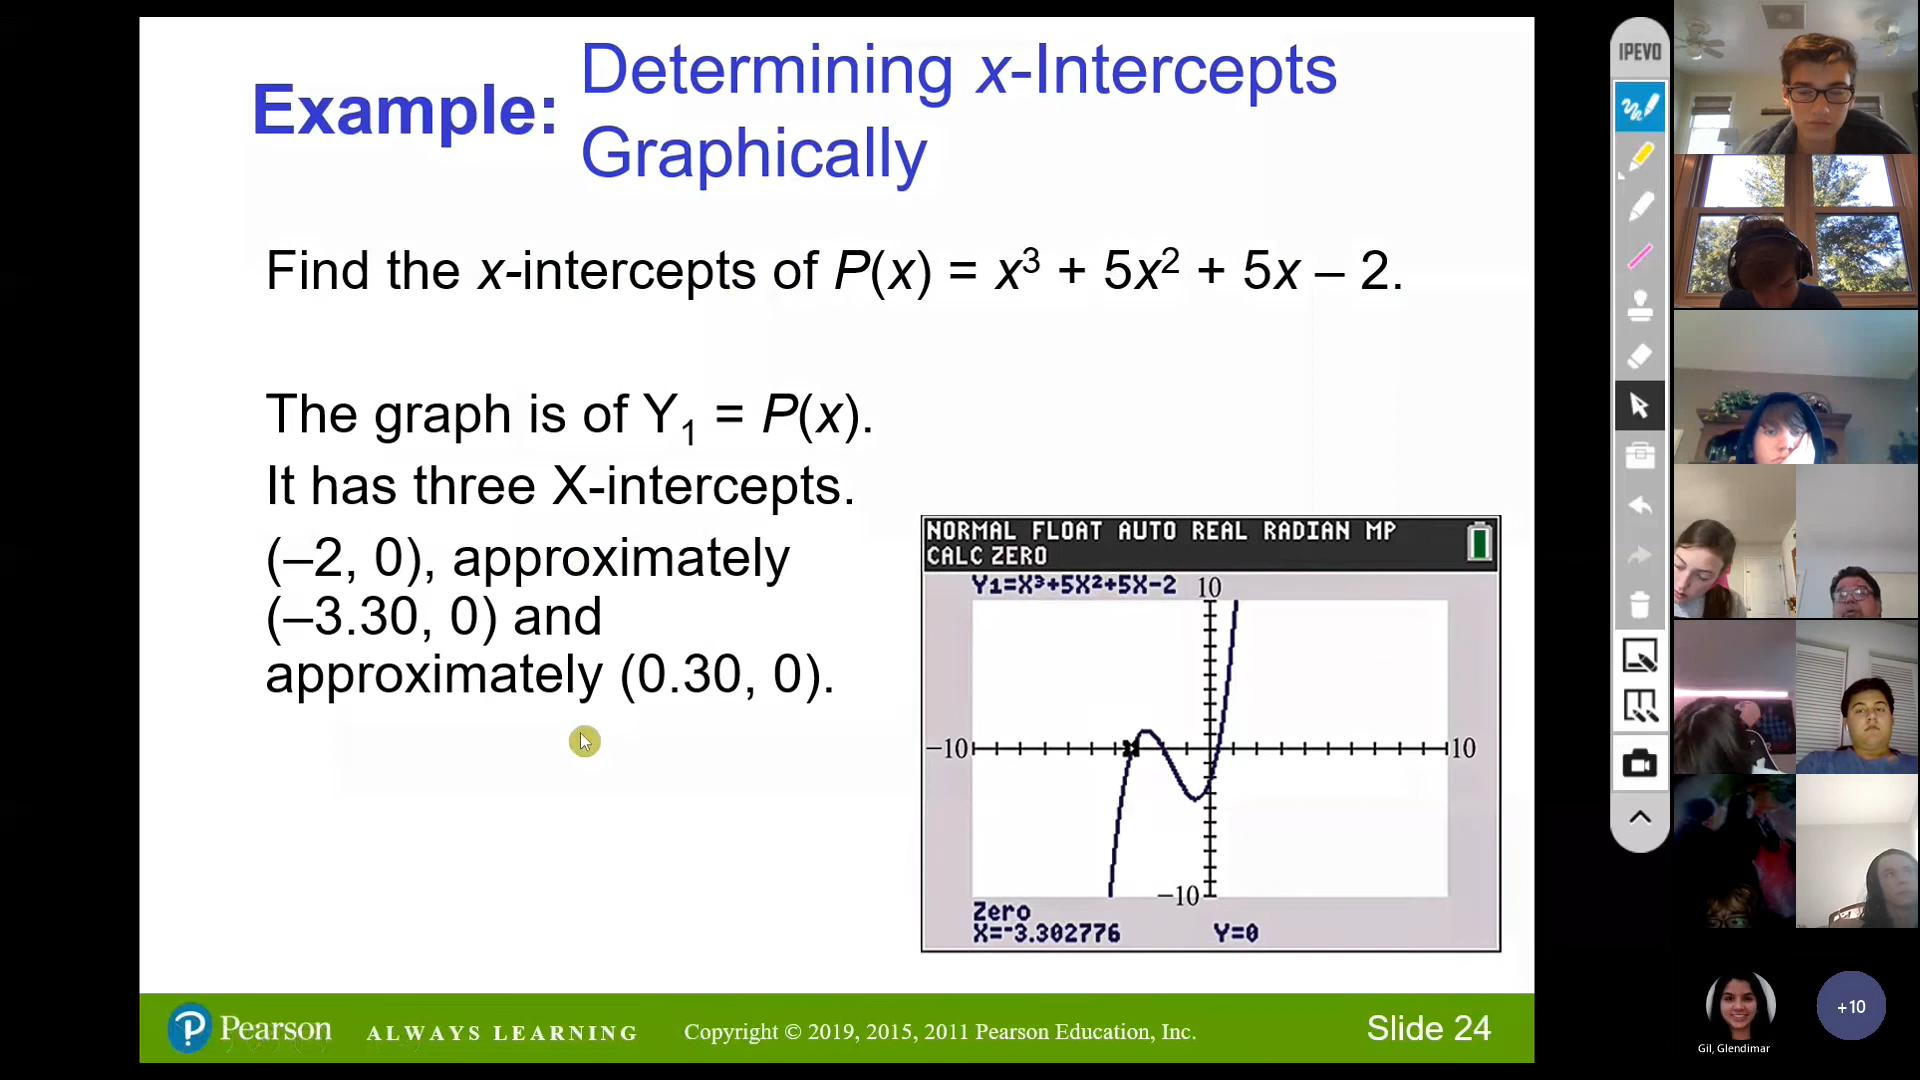 Example:
Determining x-Intercepts
Graphically
Find the x-intercepts of P(x) = x³ + 5x² + 5x – 2.
The graph is of Y₁ = P(x).
It has three X-intercepts.
(–2, 0), approximately
(–3.30, 0) and
approximately (0.30, 0).
NORMAL FLOAT AUTO REAL RADIAN MP
CALC ZERO
Y1=X³+5X²+5X−2
10
−10
10
−10
Zero
X=-3.302776 Y=0
Pearson
ALWAYS LEARNING
Copyright © 2019, 2015, 2011 Pearson Education, Inc.
Slide 24
IPEVO
Gil, Glendimar
+10